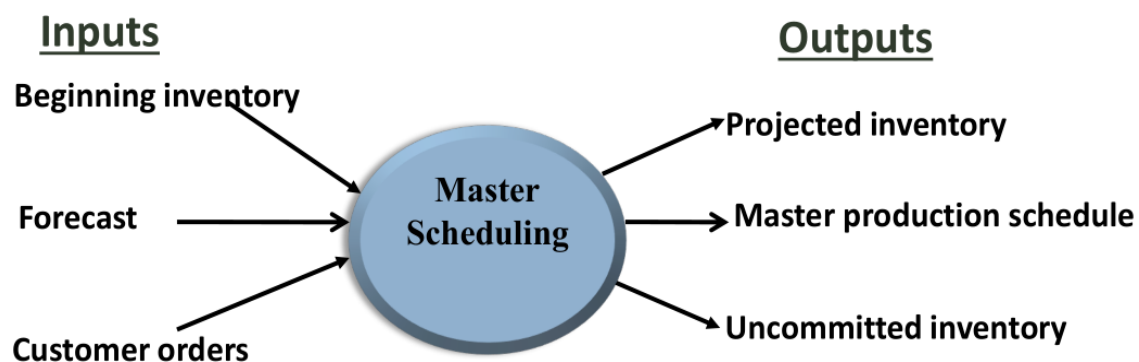 Inputs
Outputs
Beginning inventory
Projected inventory
Master
Scheduling
Forecast
Master production schedule
Customer orders
Uncommitted inventory